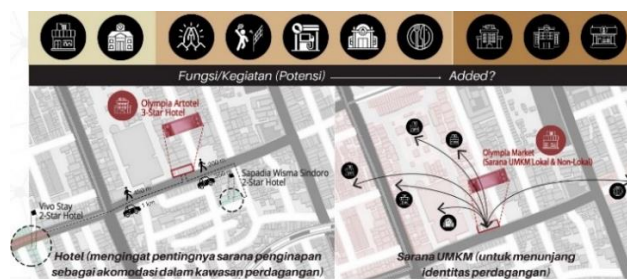 Fungsi/Kegiatan (Potensi)
Added?
Olympia Artotel
3-Star Hotel
Sapadia Wisma Sindoro
2-Star Hotel
Vivo Stay
2-Star Hotel
1 km
Hotel (mengingat pentingnya sarana penginapan
sebagai akomodasi dalam kawasan perdagangan)
Olympia Market
(Sarana UMKM Lokal & Non-Lokal)
Sarana UMKM (untuk menunjang
identitas perdagangan)